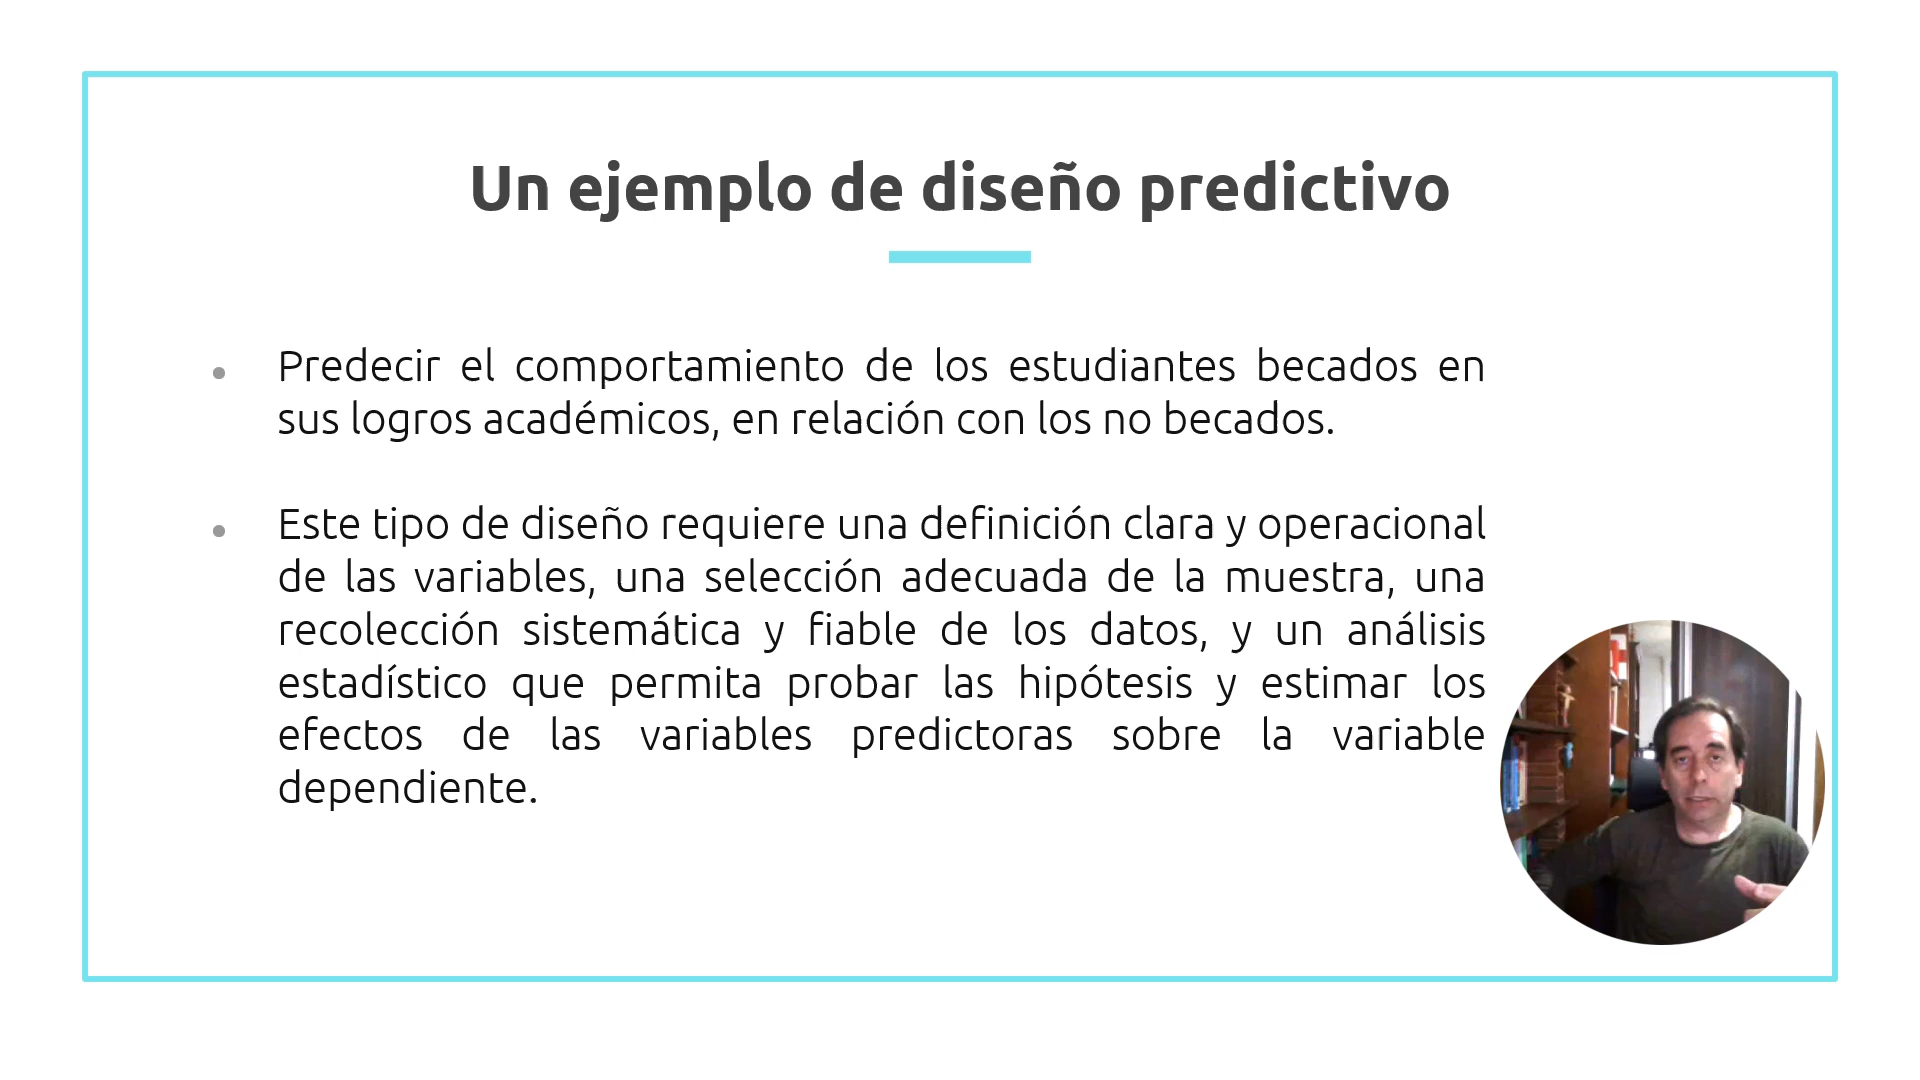 Un ejemplo de diseño predictivo
Predecir el comportamiento de los estudiantes becados en
sus logros académicos, en relación con los no becados.
Este tipo de diseño requiere una definición clara y operacional
de las variables, una selección adecuada de la muestra, una
recolección sistemática y fiable de los datos, y un análisis
estadístico que permita probar las hipótesis y estimar los
efectos de las variables predictoras sobre la variable
dependiente.